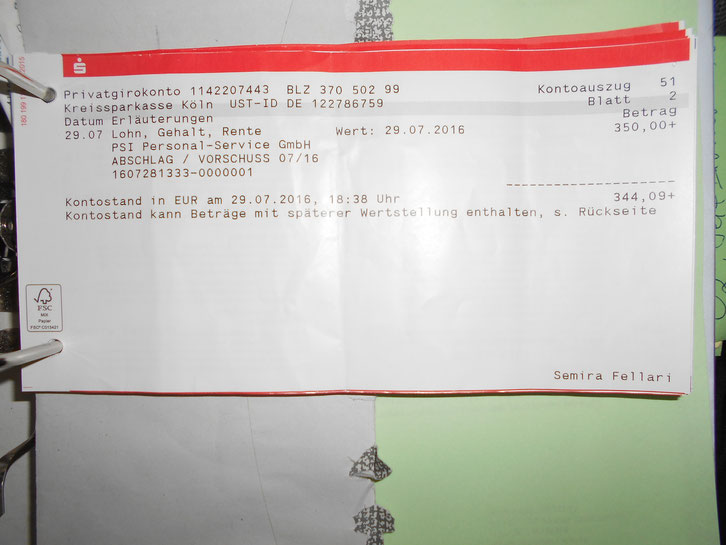 Privatgirokonto 1142207443 BLZ 370 502 99 Kontoauszug 51
Kreissparkasse Köln UST-ID DE 122786759 Blatt 2
Datum Erläuterungen Betrag
29.07 Lohn, Gehalt, Rente Wert: 29.07.2016 350,00+
PSI Personal-Service GmbH
ABSCHLAG / VORSCHUSS 07/16
1607281333-0000001
Kontostand in EUR am 29.07.2016, 18:38 Uhr 344,09+
Kontostand kann Beträge mit späterer Wertstellung enthalten, s. Rückseite
FSC
MIX
Papier
Semira Fellari